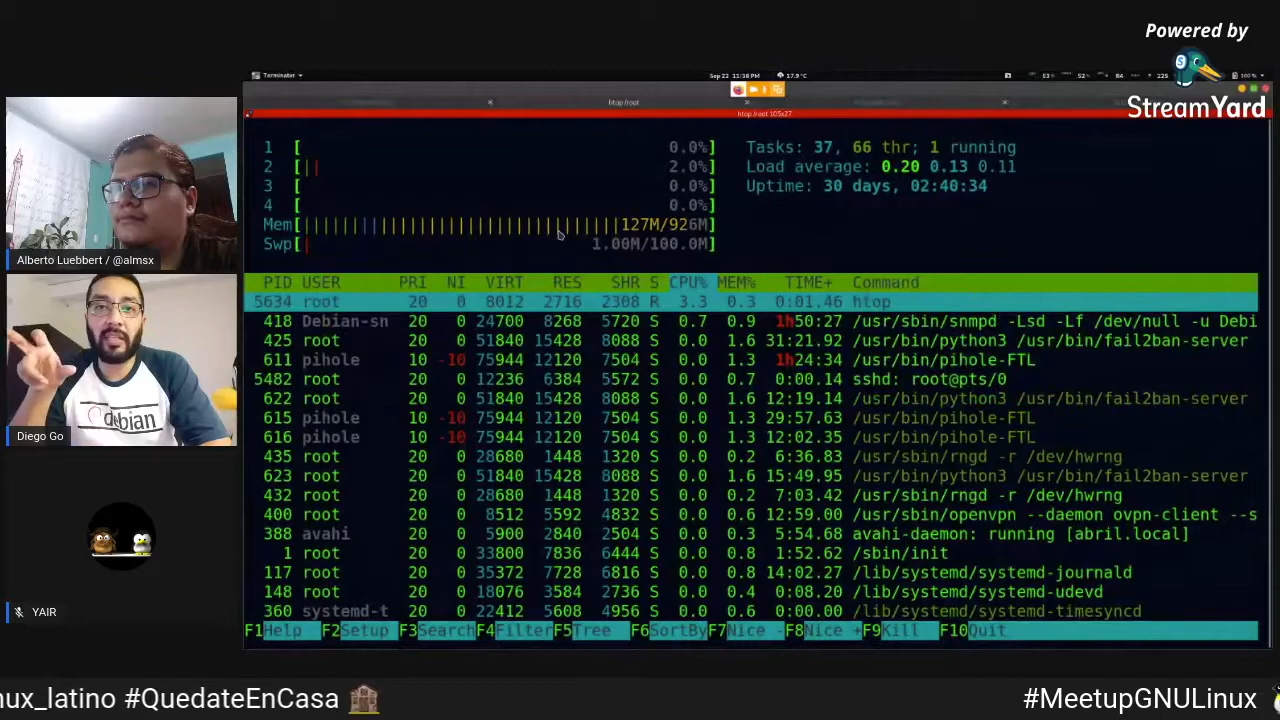 Powered by
StreamYard
Terminator
Sep 22 11:38 PM 17.9 °C
htop /root
htop //root 105x27
1 [ 0.0%]
2 [|| 2.0%]
3 [ 0.0%]
4 [ 0.0%]
Mem[ 127M/926M]
Swp[ 1.00M/100.0M]
Tasks: 37, 66 thr; 1 running
Load average: 0.20 0.13 0.11
Uptime: 30 days, 02:40:34
PID USER PRI NI VIRT RES SHR S CPU% MEM% TIME+ Command
5634 root 20 0 8012 2716 2308 R 3.3 0.3 0:01.46 htop
418 Debian-sn 20 0 24700 8268 5720 S 0.7 0.9 1h50:27 /usr/sbin/snmpd -Lsd -Lf /dev/null -u Debi
425 root 20 0 51840 15428 8088 S 0.0 1.6 31:21.92 /usr/bin/python3 /usr/bin/fail2ban-server
611 pihole 10 -10 75944 12120 7504 S 0.0 1.3 1h24:34 /usr/bin/pihole-FTL
5482 root 20 0 12236 6384 5572 S 0.0 0.7 0:00.14 sshd: root@pts/0
622 root 20 0 51840 15428 8088 S 0.0 1.6 12:19.14 /usr/bin/python3 /usr/bin/fail2ban-server
615 pihole 10 -10 75944 12120 7504 S 0.0 1.3 29:57.63 /usr/bin/pihole-FTL
616 pihole 10 -10 75944 12120 7504 S 0.0 1.3 12:02.35 /usr/bin/pihole-FTL
435 root 20 0 28680 1448 1320 S 0.0 0.2 6:36.83 /usr/sbin/rngd -r /dev/hwrng
623 root 20 0 51840 15428 8088 S 0.0 1.6 15:49.95 /usr/bin/python3 /usr/bin/fail2ban-server
432 root 20 0 28680 1448 1320 S 0.0 0.2 7:03.42 /usr/sbin/rngd -r /dev/hwrng
400 root 20 0 8512 5592 4832 S 0.0 0.6 12:59.00 /usr/sbin/openvpn --daemon ovpn-client --s
388 avahi 20 0 5900 2840 2504 S 0.0 0.3 5:54.68 avahi-daemon: running [abril.local]
1 root 20 0 33800 7836 6444 S 0.0 0.8 1:52.62 /sbin/init
117 root 20 0 35372 7728 6816 S 0.0 0.8 14:02.27 /lib/systemd/systemd-journald
148 root 20 0 18076 3584 2736 S 0.0 0.4 0:08.20 /lib/systemd/systemd-udevd
360 systemd-t 20 0 22412 5608 4956 S 0.0 0.6 0:00.00 /lib/systemd/systemd-timesyncd
F1Help F2Setup F3SearchF4FilterF5Tree F6SortByF7Nice -F8Nice +F9Kill F10Quit
Alberto Luebbert / @almsx
debian
Diego Go
YAIR
nux_latino #QuedateEnCasa
#MeetupGNULinux